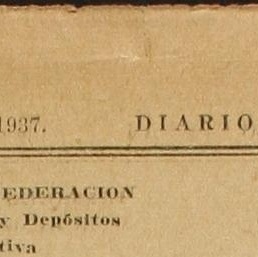 1937. DIARIO
EDERACION
y Depósitos
tiva